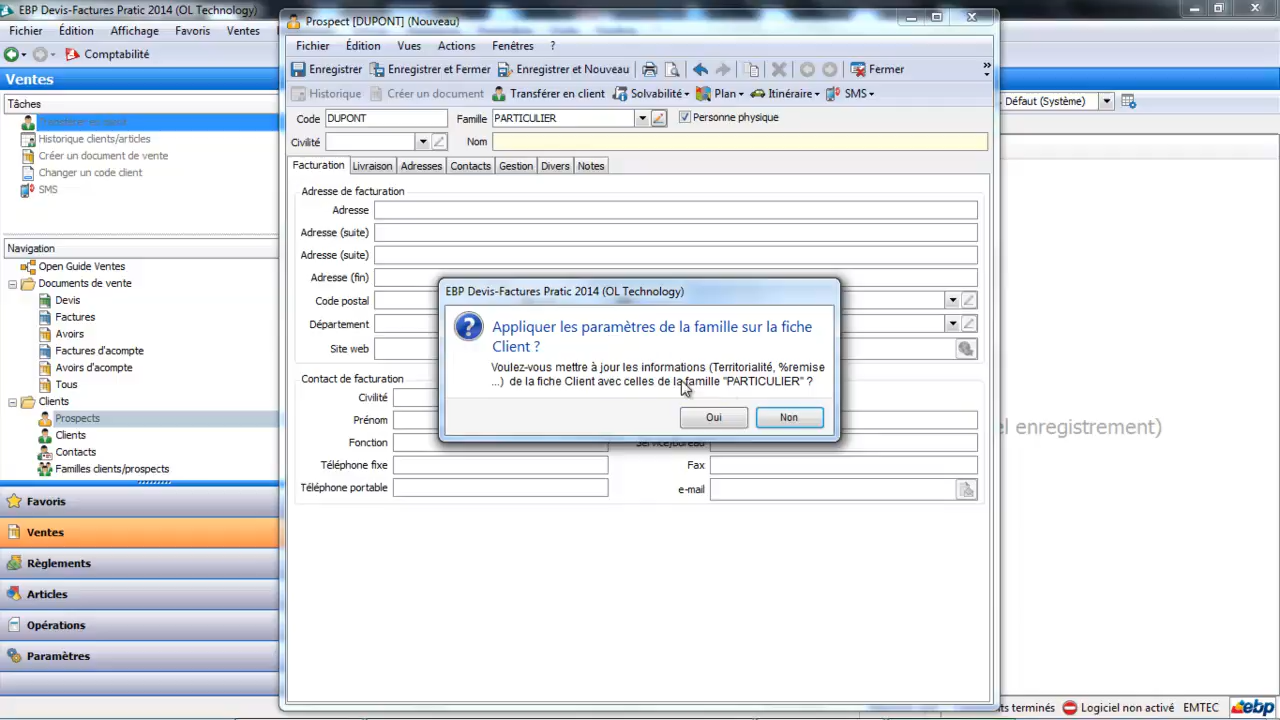 EBP Devis-Factures Pratic 2014 (OL Technology)
Fichier Édition Affichage Favoris Ventes
Comptabilité
Ventes
Tâches
Historique clients/articles
Créer un document de vente
Changer un code client
SMS
Navigation
Open Guide Ventes
Documents de vente
Devis
Factures
Avoirs
Factures d'acompte
Avoirs d'acompte
Tous
Clients
Prospects
Clients
Contacts
Familles clients/prospects
Favoris
Ventes
Règlements
Articles
Opérations
Paramètres
Prospect [DUPONT] (Nouveau)
Fichier Édition Vues Actions Fenêtres ?
Enregistrer Enregistrer et Fermer Enregistrer et Nouveau Fermer
Historique Créer un document Transférer en client Solvabilité Plan Itinéraire SMS
Code DUPONT Famille PARTICULIER Personne physique
Civilité Nom
Facturation Livraison Adresses Contacts Gestion Divers Notes
Adresse de facturation
Adresse
Adresse (suite)
Adresse (suite)
Adresse (fin)
Code postal
Département
Site web
Contact de facturation
Civilité
Prénom
Fonction Service/Bureau
Téléphone fixe Fax
Téléphone portable e-mail
EBP Devis-Factures Pratic 2014 (OL Technology)
Appliquer les paramètres de la famille sur la fiche
Client ?
Voulez-vous mettre à jour les informations (Territorialité, %remise
...) de la fiche Client avec celles de la famille "PARTICULIER" ?
Oui Non
Défaut (Système)
el enregistrement)
ts terminés Logiciel non activé EMTEC ebp